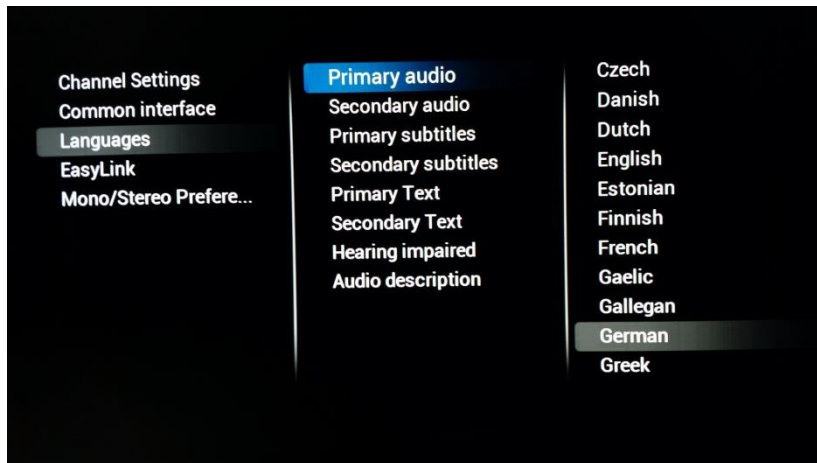 Channel Settings
Common interface
Languages
EasyLink
Mono/Stereo Prefere...
Primary audio
Secondary audio
Primary subtitles
Secondary subtitles
Primary Text
Secondary Text
Hearing impaired
Audio description
Czech
Danish
Dutch
English
Estonian
Finnish
French
Gaelic
Gallegan
German
Greek